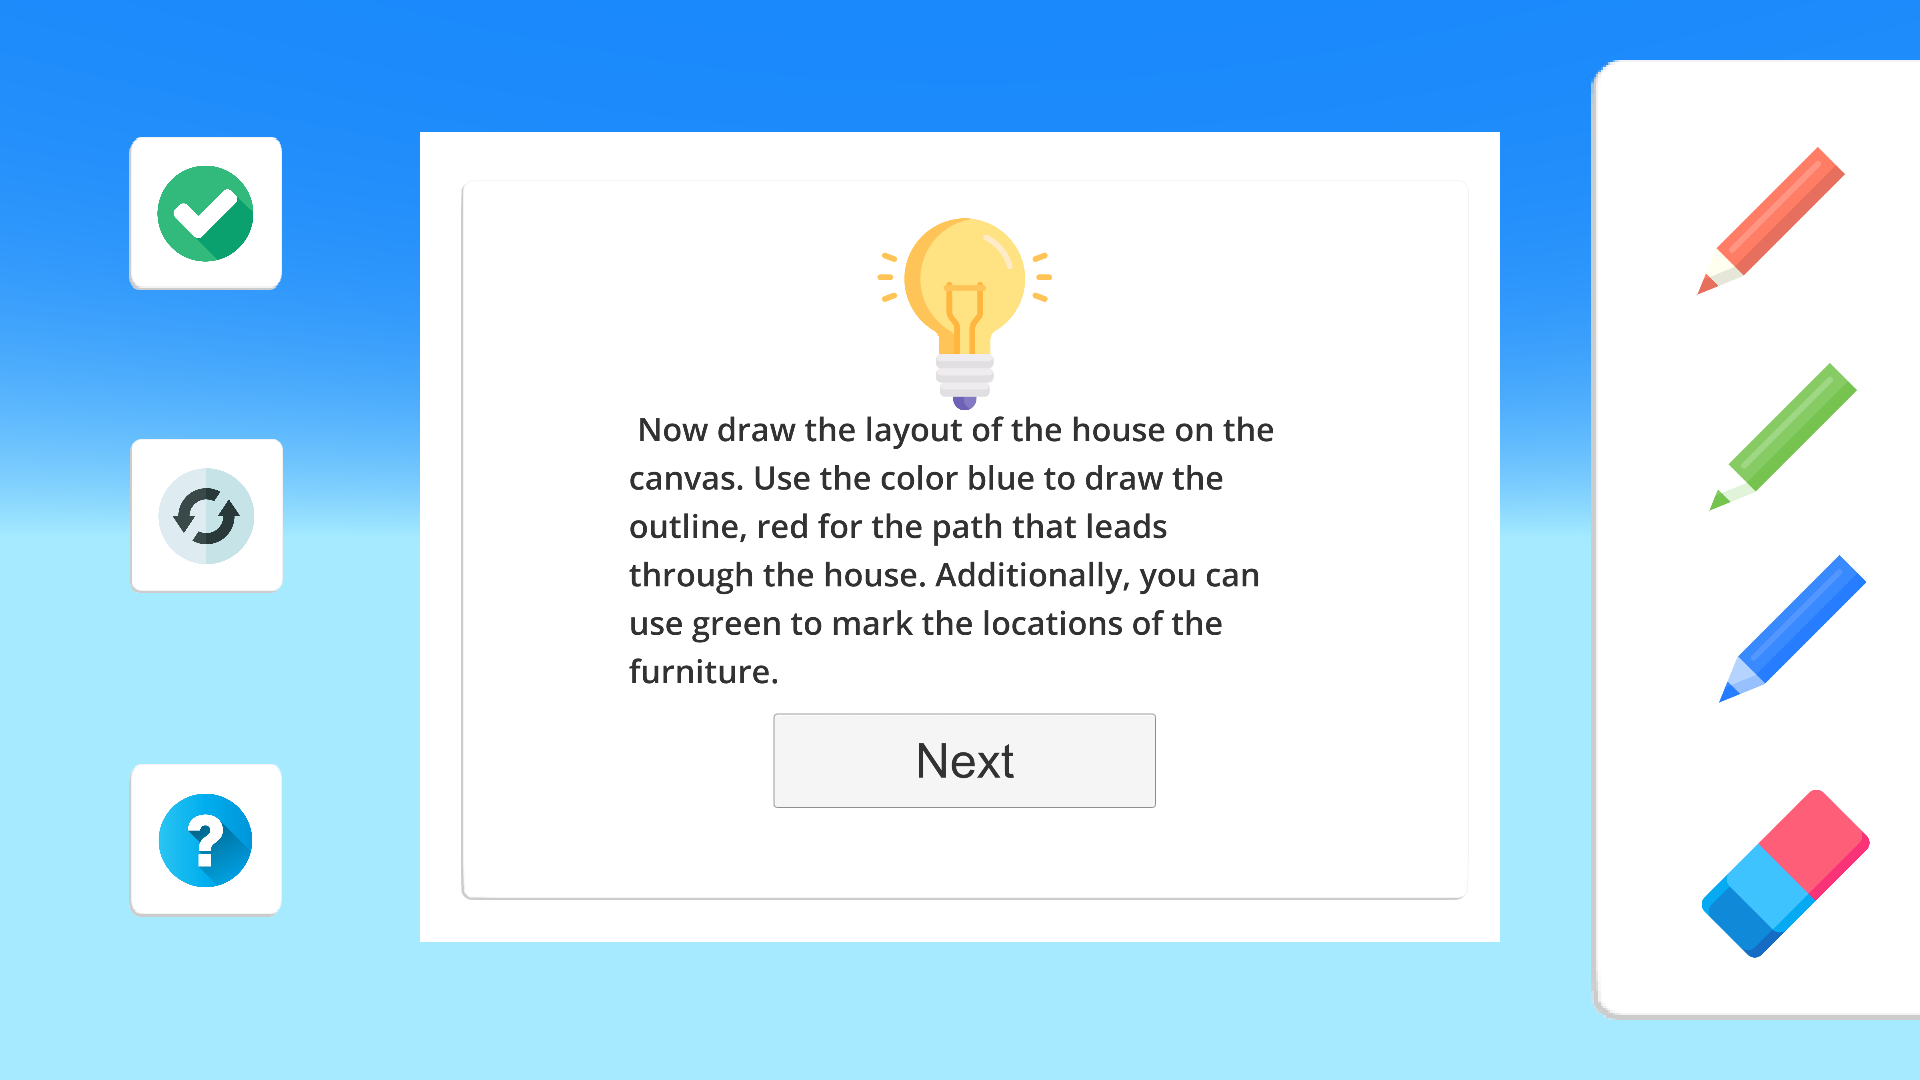 Now draw the layout of the house on the
canvas. Use the color blue to draw the
outline, red for the path that leads
through the house. Additionally, you can
use green to mark the locations of the
furniture.
Next